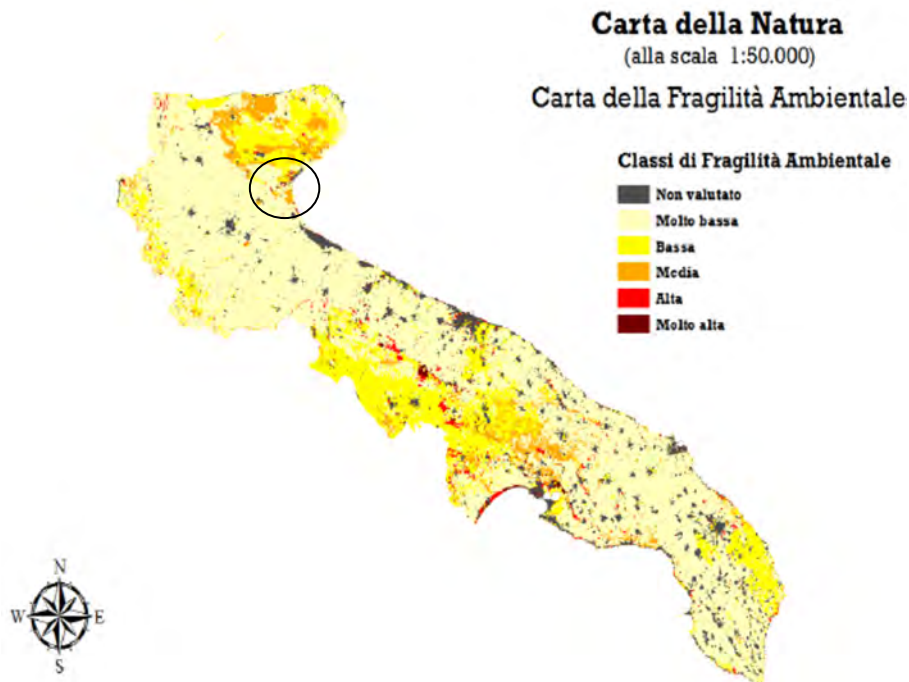 Carta della Natura
(alla scala 1:50.000)
Carta della Fragilità Ambientale
Classi di Fragilità Ambientale
Non valutato
Molto bassa
Bassa
Media
Alta
Molto alta
N
W E
S